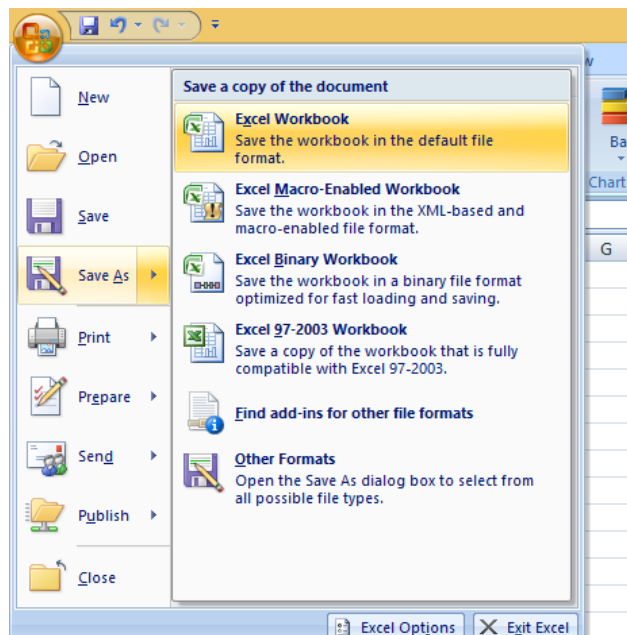 w
New
Open
Save
Save As
Print
Prepare
Send
Publish
Close
Save a copy of the document
Excel Workbook
Save the workbook in the default file
format.
Excel Macro-Enabled Workbook
Save the workbook in the XML-based and
macro-enabled file format.
Excel Binary Workbook
Save the workbook in a binary file format
optimized for fast loading and saving.
Excel 97-2003 Workbook
Save a copy of the workbook that is fully
compatible with Excel 97-2003.
Find add-ins for other file formats
Other Formats
Open the Save As dialog box to select from
all possible file types.
Ba
Chart
G
Excel Options
Exit Excel